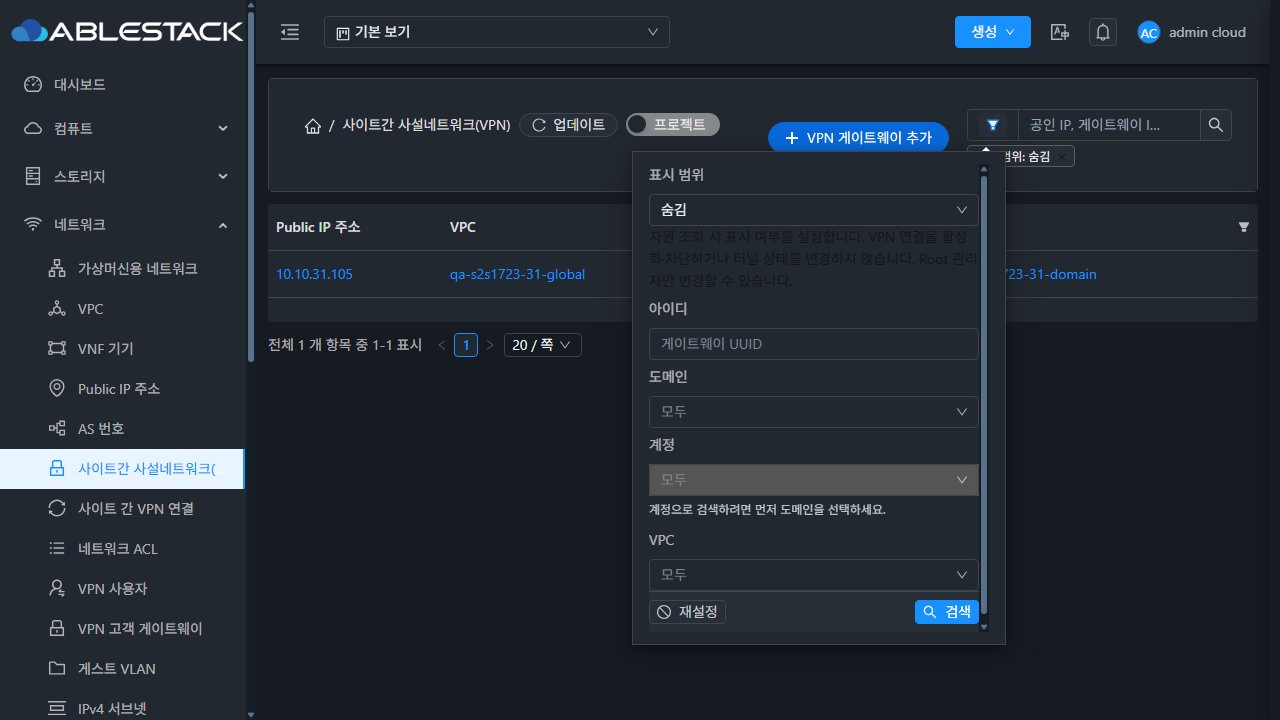 ABLESTACK
기본 보기
생성
AC
admin cloud
대시보드
컴퓨트
스토리지
네트워크
가상머신용 네트워크
VPC
VNF 기기
Public IP 주소
AS 번호
사이트간 사설네트워크(
사이트 간 VPN 연결
네트워크 ACL
VPN 사용자
VPN 고객 게이트웨이
게스트 VLAN
IPv4 서브넷
/ 사이트간 사설네트워크(VPN)
업데이트
프로젝트
VPN 게이트웨이 추가
공인 IP, 게이트웨이 I...
범위: 숨김
Public IP 주소
VPC
10.10.31.105
qa-s2s1723-31-global
723-31-domain
전체 1 개 항목 중 1-1 표시
1
20 / 쪽
표시 범위
숨김
자원 조회 시 표시 여부를 설정합니다. VPN 연결을 활성
화·차단하거나 터널 상태를 변경하지 않습니다. Root 관리
자만 변경할 수 있습니다.
아이디
게이트웨이 UUID
도메인
모두
계정
모두
계정으로 검색하려면 먼저 도메인을 선택하세요.
VPC
모두
재설정
검색